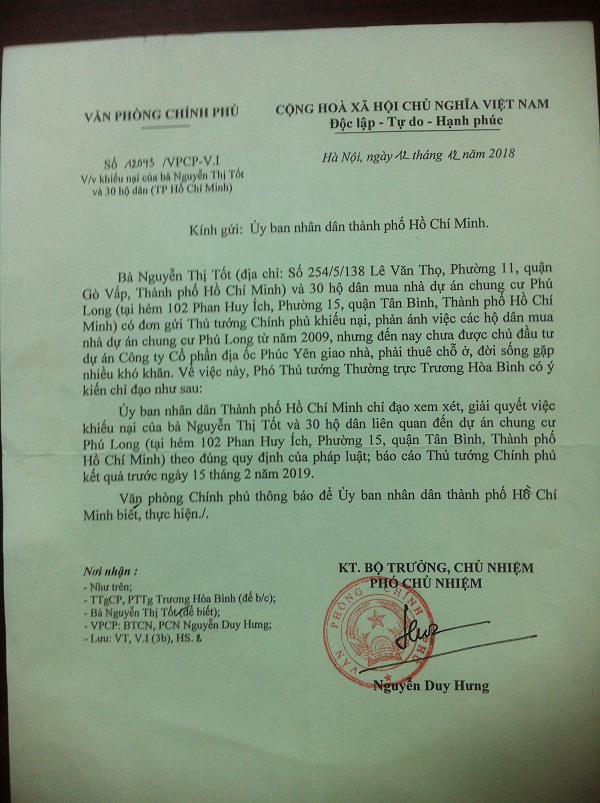 VĂN PHÒNG CHÍNH PHỦ
CỘNG HOÀ XÃ HỘI CHỦ NGHĨA VIỆT NAM
Độc lập - Tự do - Hạnh phúc
Số 12045 /VPCP-V.I
V/v khiếu nại của bà Nguyễn Thị Tốt
và 30 hộ dân (TP Hồ Chí Minh)
Hà Nội, ngày 12 tháng 12 năm 2018
Kính gửi: Ủy ban nhân dân thành phố Hồ Chí Minh.
Bà Nguyễn Thị Tốt (địa chỉ: Số 254/5/138 Lê Văn Thọ, Phường 11, quận
Gò Vấp, Thành phố Hồ Chí Minh) và 30 hộ dân mua nhà dự án chung cư Phú
Long (tại hẻm 102 Phan Huy Ích, Phường 15, quận Tân Bình, Thành phố Hồ Chí
Minh) có đơn gửi Thủ tướng Chính phủ khiếu nại, phản ánh việc các hộ dân mua
nhà dự án chung cư Phú Long từ năm 2009, nhưng đến nay chưa được chủ đầu tư
dự án Công ty Cổ phần địa ốc Phúc Yên giao nhà, phải thuê chỗ ở, đời sống gặp
nhiều khó khăn. Về việc này, Phó Thủ tướng Thường trực Trương Hòa Bình có ý
kiến chỉ đạo như sau:
Ủy ban nhân dân Thành phố Hồ Chí Minh chỉ đạo xem xét, giải quyết việc
khiếu nại của bà Nguyễn Thị Tốt và 30 hộ dân liên quan đến dự án chung cư
Phú Long (tại hẻm 102 Phan Huy Ích, Phường 15, quận Tân Bình, Thành phố
Hồ Chí Minh) theo đúng quy định của pháp luật; báo cáo Thủ tướng Chính phủ
kết quả trước ngày 15 tháng 2 năm 2019.
Văn phòng Chính phủ thông báo để Ủy ban nhân dân thành phố Hồ Chí
Minh biết, thực hiện./.
Nơi nhận :
- Như trên;
- TTgCP, PTTg Trương Hòa Bình (để b/c);
- Bà Nguyễn Thị Tốt (để biết);
- VPCP: BTCN, PCN Nguyễn Duy Hưng;
- Lưu: VT, V.I (3b), HS. 2
KT. BỘ TRƯỞNG, CHỦ NHIỆM
PHÓ CHỦ NHIỆM
VĂN PHÒNG CHÍNH PHỦ
Nguyễn Duy Hưng